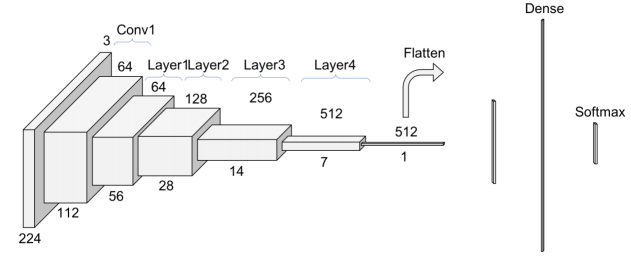 Dense
3
Conv1
64
Layer1
Layer2
Layer3
Layer4
Flatten
64
128
256
512
512
Softmax
1
7
14
28
56
112
224